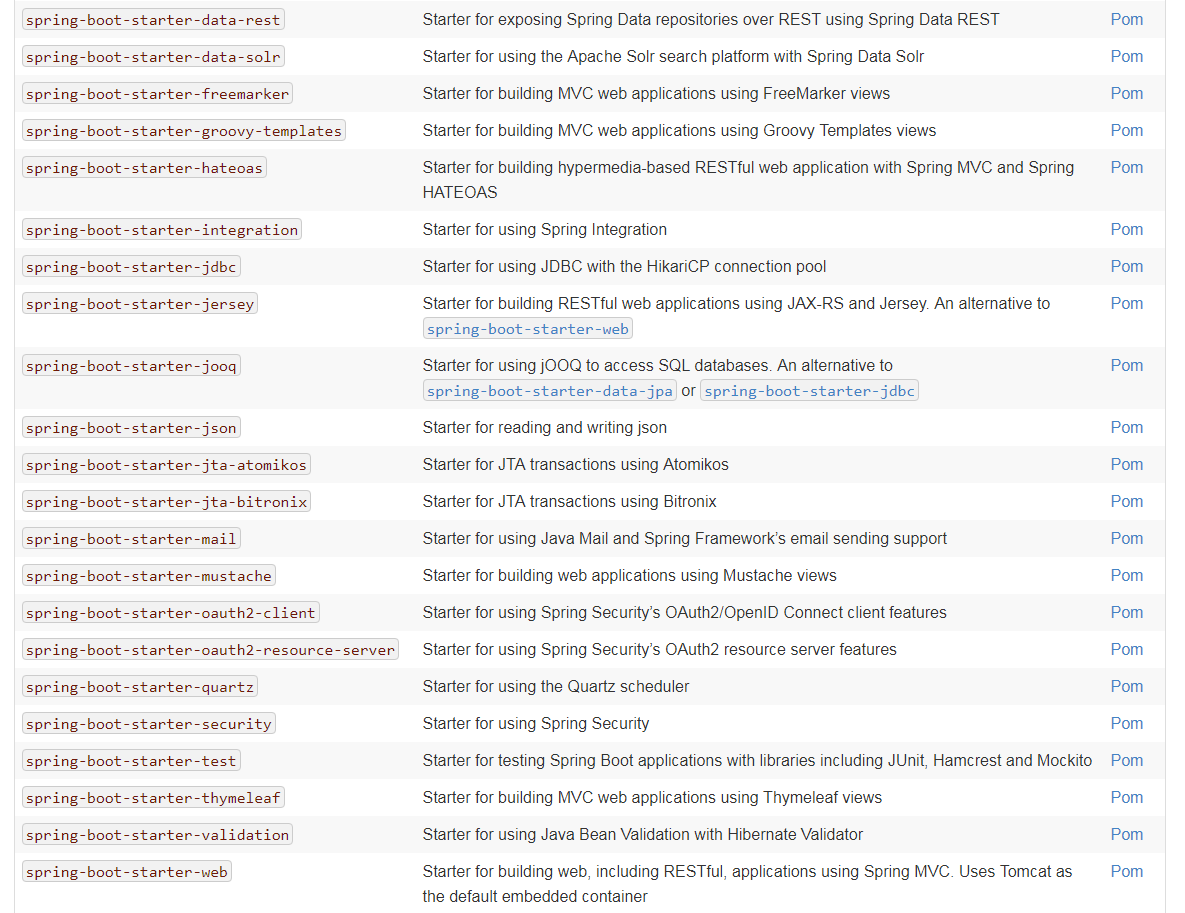 spring-boot-starter-data-rest Starter for exposing Spring Data repositories over REST using Spring Data REST Pom
spring-boot-starter-data-solr Starter for using the Apache Solr search platform with Spring Data Solr Pom
spring-boot-starter-freemarker Starter for building MVC web applications using FreeMarker views Pom
spring-boot-starter-groovy-templates Starter for building MVC web applications using Groovy Templates views Pom
spring-boot-starter-hateoas Starter for building hypermedia-based RESTful web application with Spring MVC and Spring Pom
HATEOAS
spring-boot-starter-integration Starter for using Spring Integration Pom
spring-boot-starter-jdbc Starter for using JDBC with the HikariCP connection pool Pom
spring-boot-starter-jersey Starter for building RESTful web applications using JAX-RS and Jersey. An alternative to Pom
spring-boot-starter-web
spring-boot-starter-jooq Starter for using jOOQ to access SQL databases. An alternative to Pom
spring-boot-starter-data-jpa or spring-boot-starter-jdbc
spring-boot-starter-json Starter for reading and writing json Pom
spring-boot-starter-jta-atomikos Starter for JTA transactions using Atomikos Pom
spring-boot-starter-jta-bitronix Starter for JTA transactions using Bitronix Pom
spring-boot-starter-mail Starter for using Java Mail and Spring Framework’s email sending support Pom
spring-boot-starter-mustache Starter for building web applications using Mustache views Pom
spring-boot-starter-oauth2-client Starter for using Spring Security’s OAuth2/OpenID Connect client features Pom
spring-boot-starter-oauth2-resource-server Starter for using Spring Security’s OAuth2 resource server features Pom
spring-boot-starter-quartz Starter for using the Quartz scheduler Pom
spring-boot-starter-security Starter for using Spring Security Pom
spring-boot-starter-test Starter for testing Spring Boot applications with libraries including JUnit, Hamcrest and Mockito Pom
spring-boot-starter-thymeleaf Starter for building MVC web applications using Thymeleaf views Pom
spring-boot-starter-validation Starter for using Java Bean Validation with Hibernate Validator Pom
spring-boot-starter-web Starter for building web, including RESTful, applications using Spring MVC. Uses Tomcat as Pom
the default embedded container